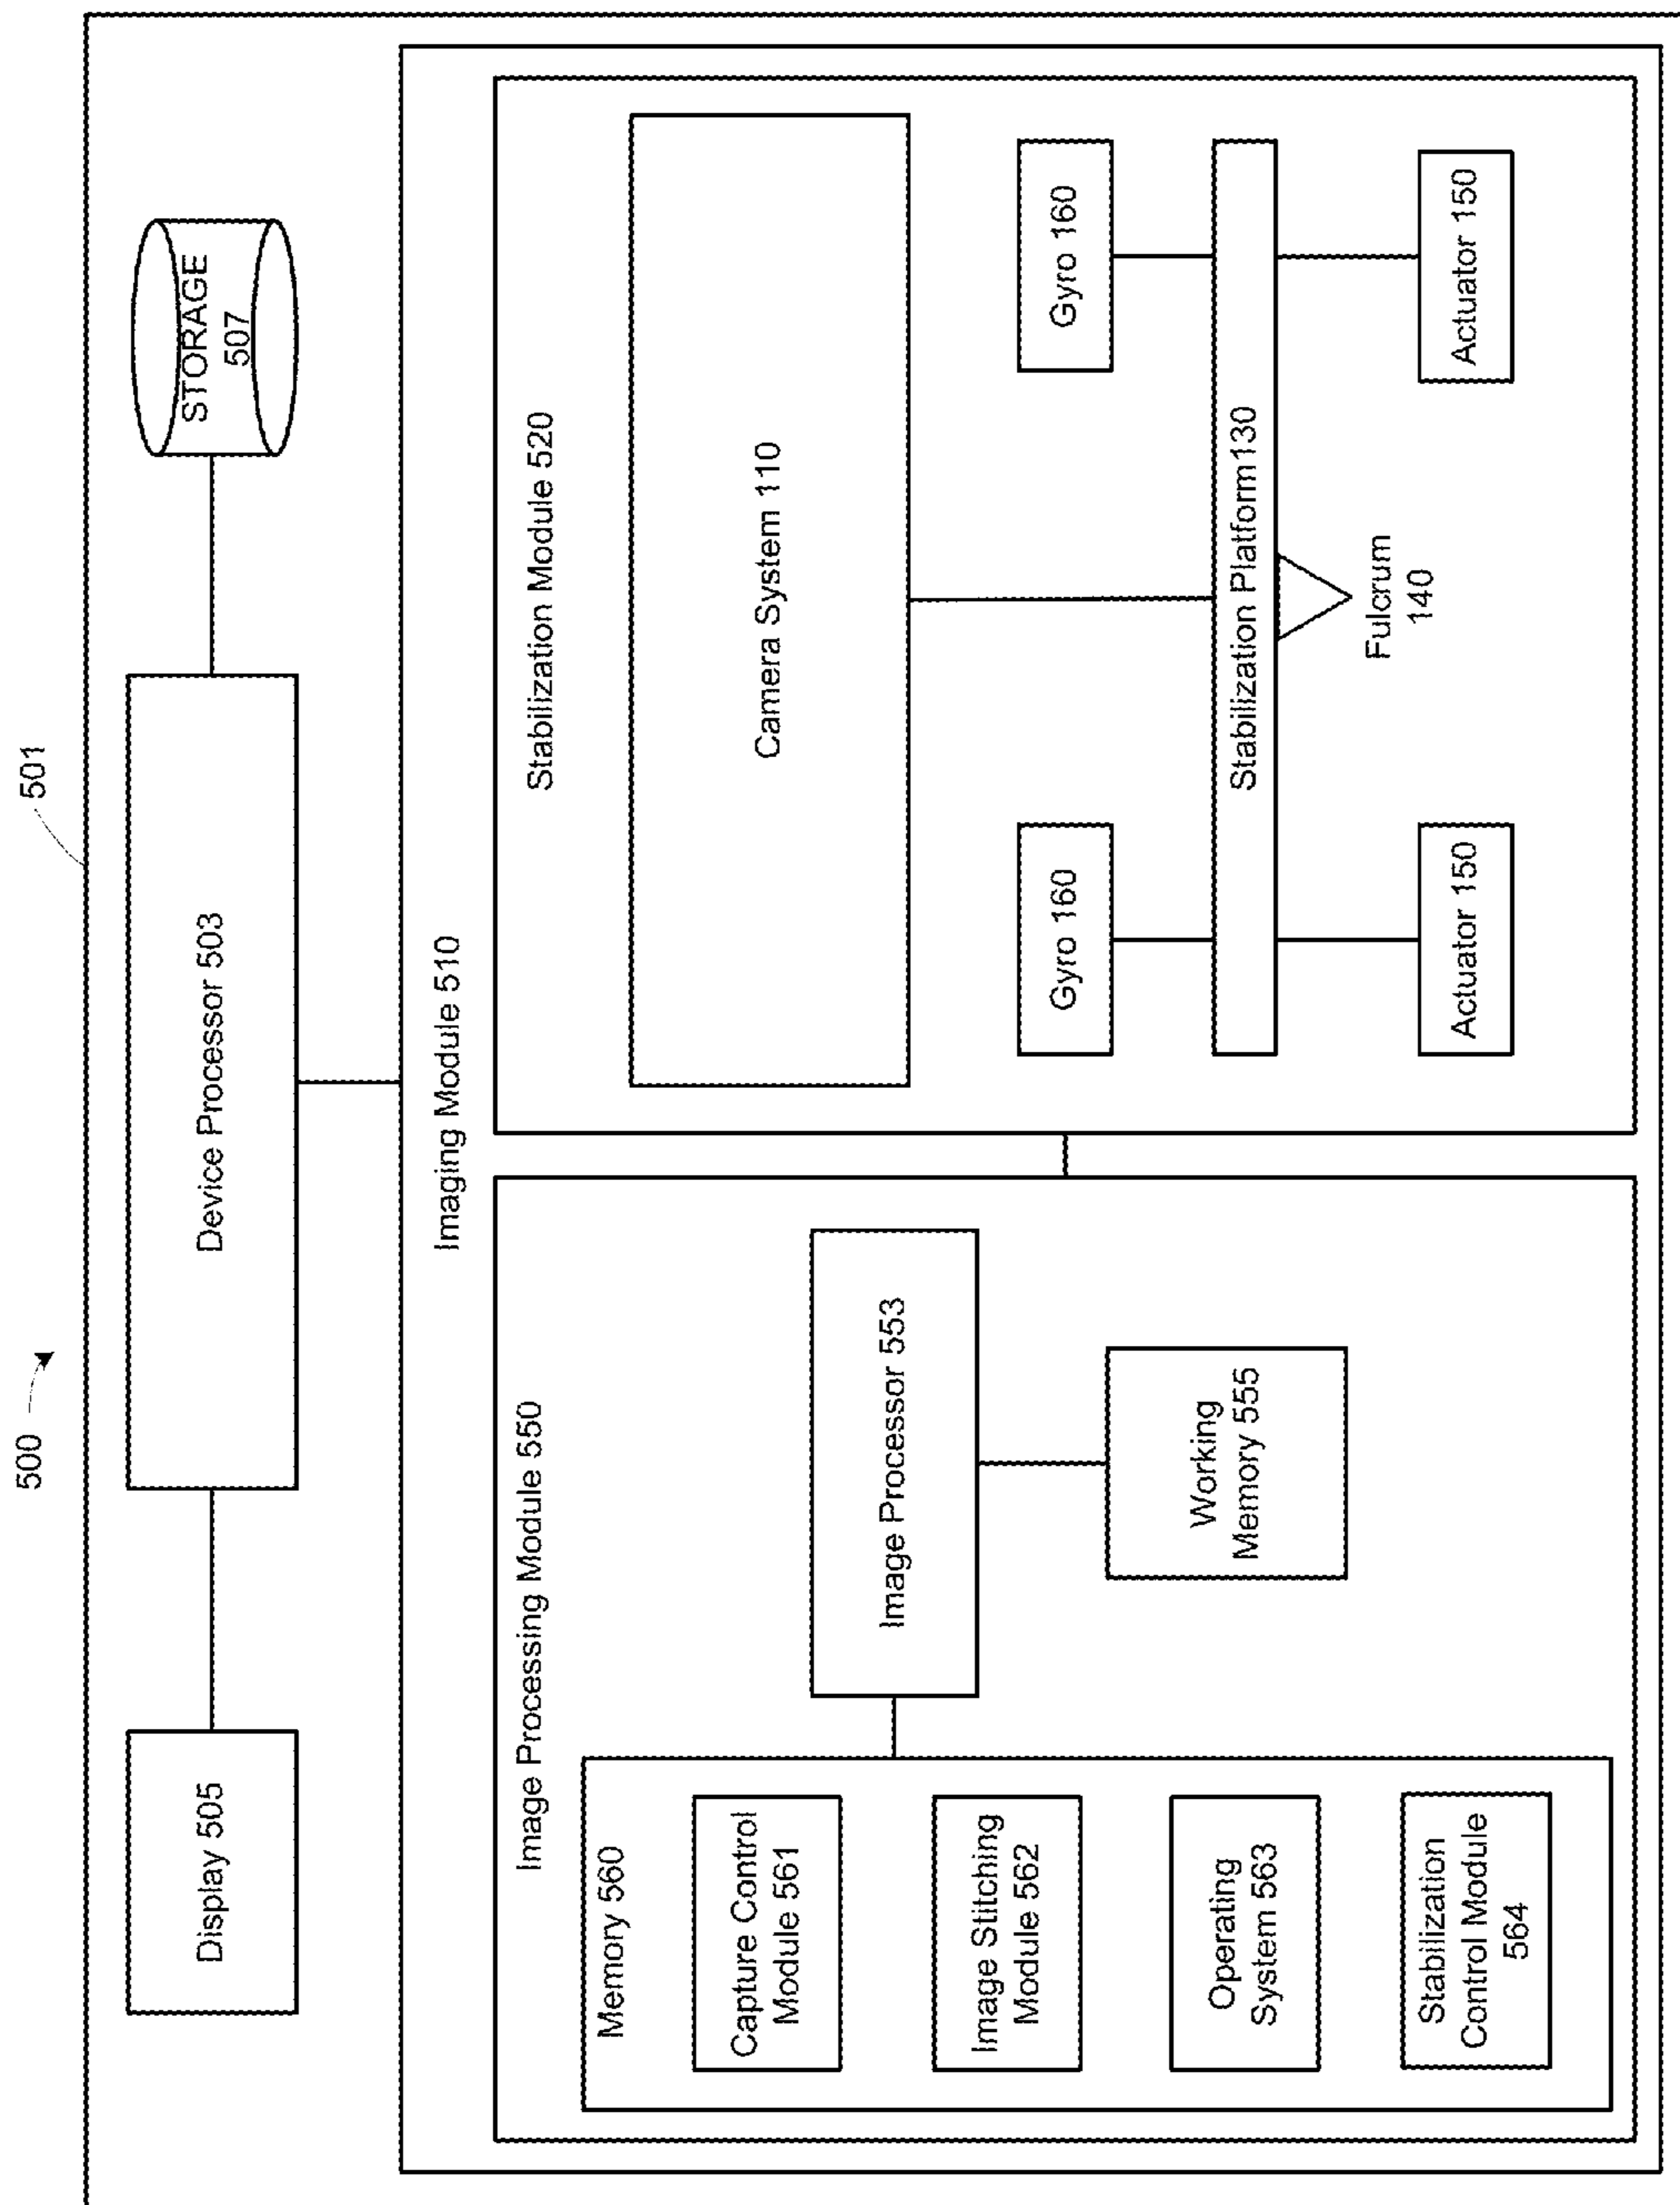 500
501
Display 505
Device Processor 503
STORAGE
507
Imaging Module 510
Image Processing Module 550
Memory 560
Capture Control
Module 561
Image Stitching
Module 562
Operating
System 563
Stabilization
Control Module
564
Image Processor 553
Working
Memory 555
Stabilization Module 520
Camera System 110
Gyro 160
Gyro 160
Stabilization Platform130
Fulcrum
140
Actuator 150
Actuator 150